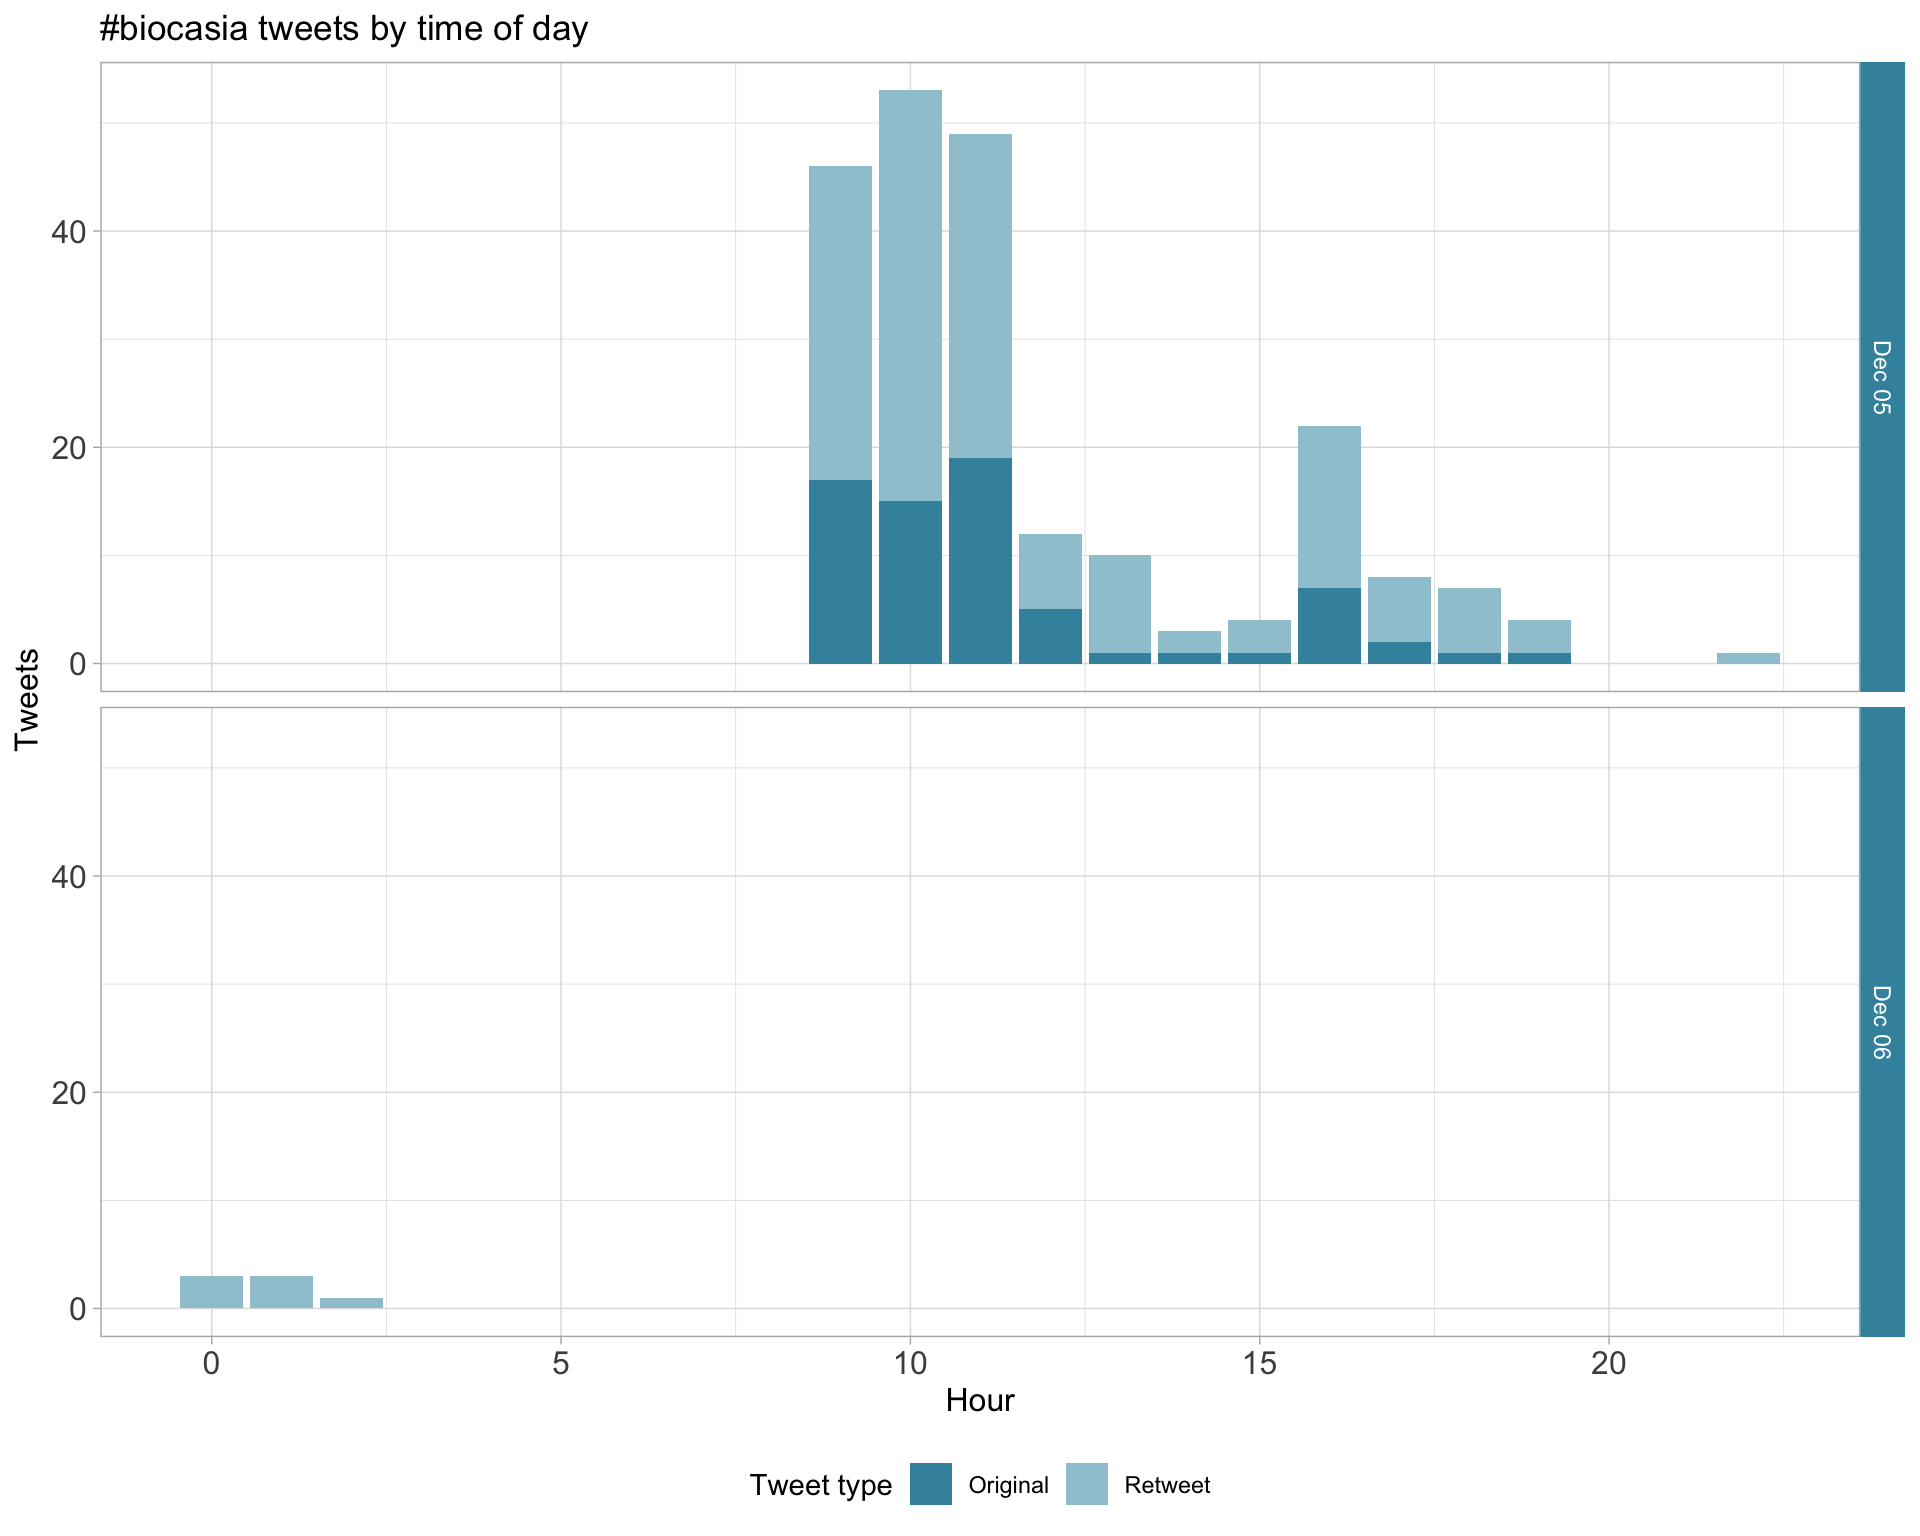 #biocasia tweets by time of day
Tweets
40
20
0
Dec 05
40
20
0
Dec 06
0 5 10 15 20
Hour
Tweet type Original Retweet